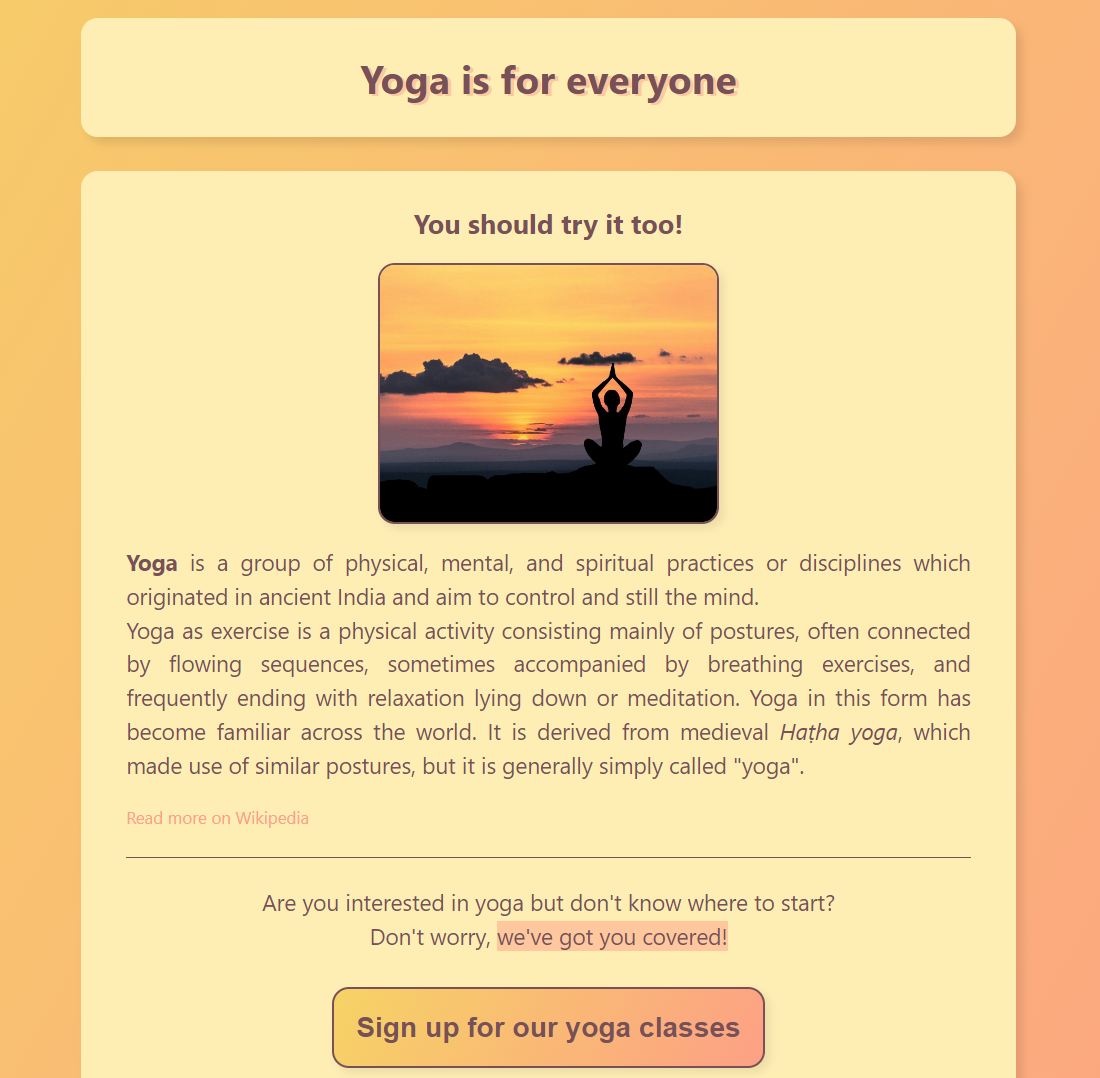 Yoga is for everyone
You should try it too!
Yoga is a group of physical, mental, and spiritual practices or disciplines which
originated in ancient India and aim to control and still the mind.
Yoga as exercise is a physical activity consisting mainly of postures, often connected
by flowing sequences, sometimes accompanied by breathing exercises, and
frequently ending with relaxation lying down or meditation. Yoga in this form has
become familiar across the world. It is derived from medieval Haṭha yoga, which
made use of similar postures, but it is generally simply called "yoga".
Read more on Wikipedia
Are you interested in yoga but don't know where to start?
Don't worry, we've got you covered!
Sign up for our yoga classes